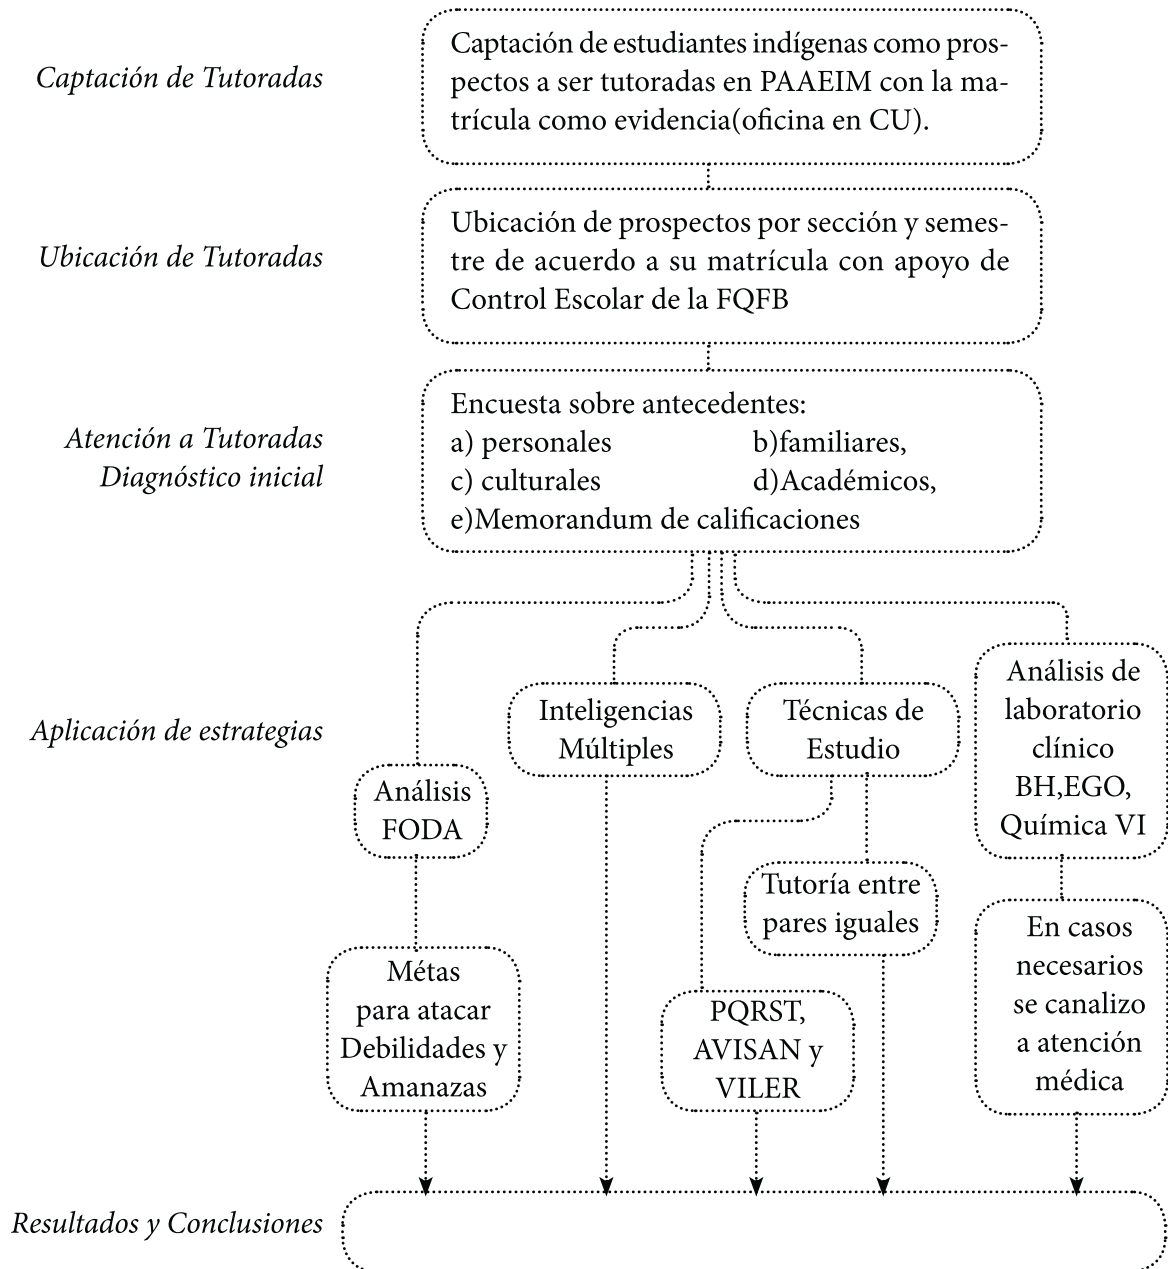 Captación de Tutoradas
Captación de estudiantes indígenas como pros-
pectos a ser tutoradas en PAAEIM con la ma-
trícula como evidencia(oficina en CU).
Ubicación de Tutoradas
Ubicación de prospectos por sección y semes-
tre de acuerdo a su matrícula con apoyo de
Control Escolar de la FQFB
Atención a Tutoradas
Diagnóstico inicial
Encuesta sobre antecedentes:
a) personales b)familiares,
c) culturales d)Académicos,
e)Memorandum de calificaciones
Aplicación de estrategias
Análisis
FODA
Inteligencias
Múltiples
Técnicas de
Estudio
Análisis de
laboratorio
clínico
BH,EGO,
Química VI
Tutoría entre
pares iguales
Métas
para atacar
Debilidades y
Amanazas
PQRST,
AVISAN y
VILER
En casos
necesarios
se canalizo
a atención
médica
Resultados y Conclusiones